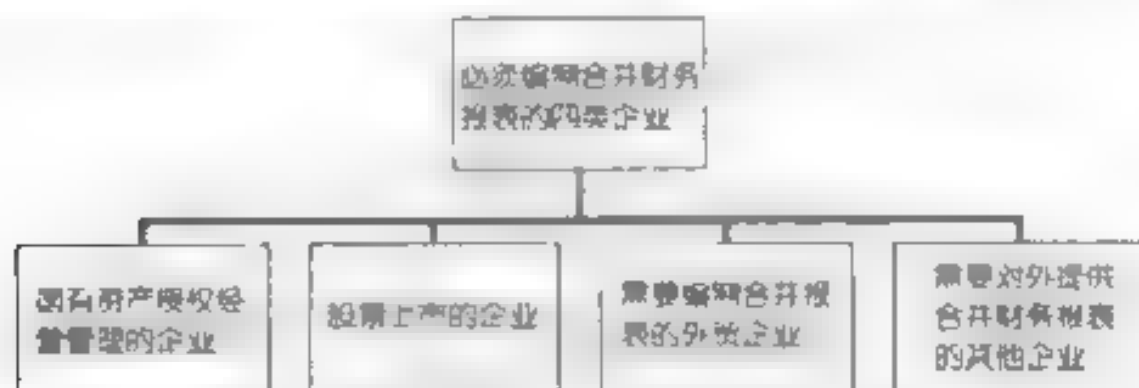 必须编制合并财务
报表的四类企业
国有资产授权经
营管理的企业
股票上市的企业
需要编制合并报
表的外贸企业
需要对外提供
合并财务报表
的其他企业